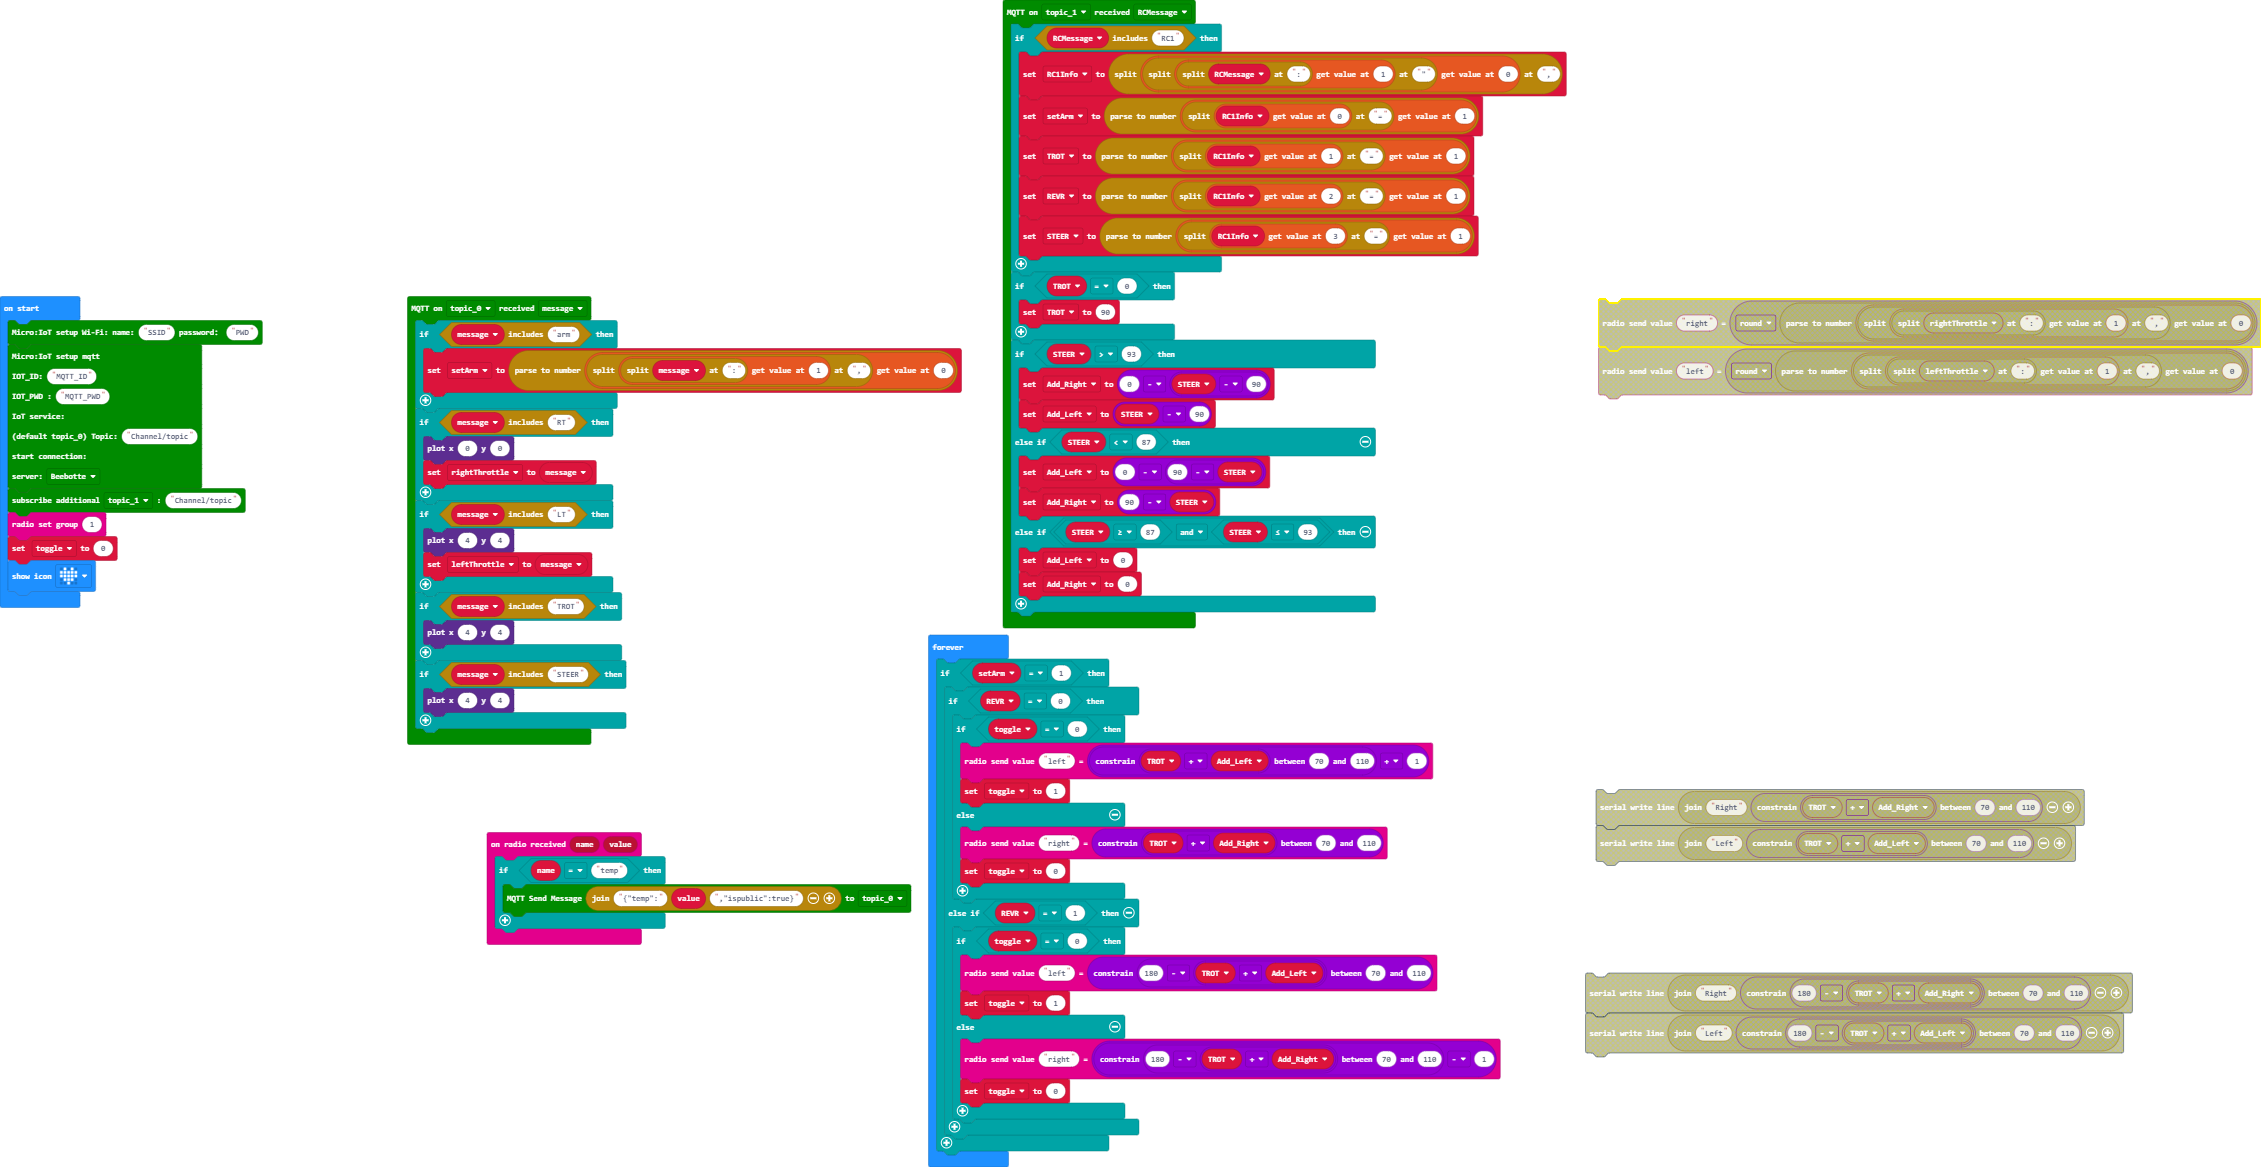 on start
Micro:IoT setup Wi-Fi: name: "SSID" password: "PWD"
Micro:IoT setup mqtt
IOT_ID: "MQTT_ID"
IOT_PWD : "MQTT_PWD"
IoT service:
(default topic_0) Topic: "Channel/topic"
start connection:
server: Beebotte
subscribe additional topic_1 : "Channel/topic"
radio set group 1
set toggle to 0
show icon
MQTT on topic_0 received message
if message includes "arm" then
set setArm to parse to number split split message at ":" get value at 1 at "," get value at 0
if message includes "RT" then
plot x 0 y 0
set rightThrottle to message
if message includes "LT" then
plot x 4 y 4
set leftThrottle to message
if message includes "TROT" then
plot x 4 y 4
if message includes "STEER" then
plot x 4 y 4
on radio received name value
if name = "temp" then
MQTT Send Message join "{"temp":" value ","ispublic":true}" to topic_0
MQTT on topic_1 received RCMessage
if RCMessage includes "RC1" then
set RC1Info to split split split RCMessage at ":" get value at 1 at """ get value at 0 at ","
set setArm to parse to number split RC1Info get value at 0 at "=" get value at 1
set TROT to parse to number split RC1Info get value at 1 at "=" get value at 1
set REVR to parse to number split RC1Info get value at 2 at "=" get value at 1
set STEER to parse to number split RC1Info get value at 3 at "=" get value at 1
if TROT = 0 then
set TROT to 90
if STEER > 93 then
set Add_Right to 0 - STEER - 90
set Add_Left to STEER - 90
else if STEER < 87 then
set Add_Left to 0 - 90 - STEER
set Add_Right to 90 - STEER
else if STEER ≥ 87 and STEER ≤ 93 then
set Add_Left to 0
set Add_Right to 0
forever
if setArm = 1 then
if REVR = 0 then
if toggle = 0 then
radio send value "left" = constrain TROT + Add_Left between 70 and 110 + 1
set toggle to 1
else
radio send value "right" = constrain TROT + Add_Right between 70 and 110
set toggle to 0
else if REVR = 1 then
if toggle = 0 then
radio send value "left" = constrain 180 - TROT + Add_Left between 70 and 110
set toggle to 1
else
radio send value "right" = constrain 180 - TROT + Add_Right between 70 and 110 - 1
set toggle to 0
radio send value "right" = round parse to number split split rightThrottle at ":" get value at 1 at "," get value at 0
radio send value "left" = round parse to number split split leftThrottle at ":" get value at 1 at "," get value at 0
serial write line join "Right" constrain TROT + Add_Right between 70 and 110
serial write line join "Left" constrain TROT + Add_Left between 70 and 110
serial write line join "Right" constrain 180 - TROT + Add_Right between 70 and 110
serial write line join "Left" constrain 180 - TROT + Add_Left between 70 and 110